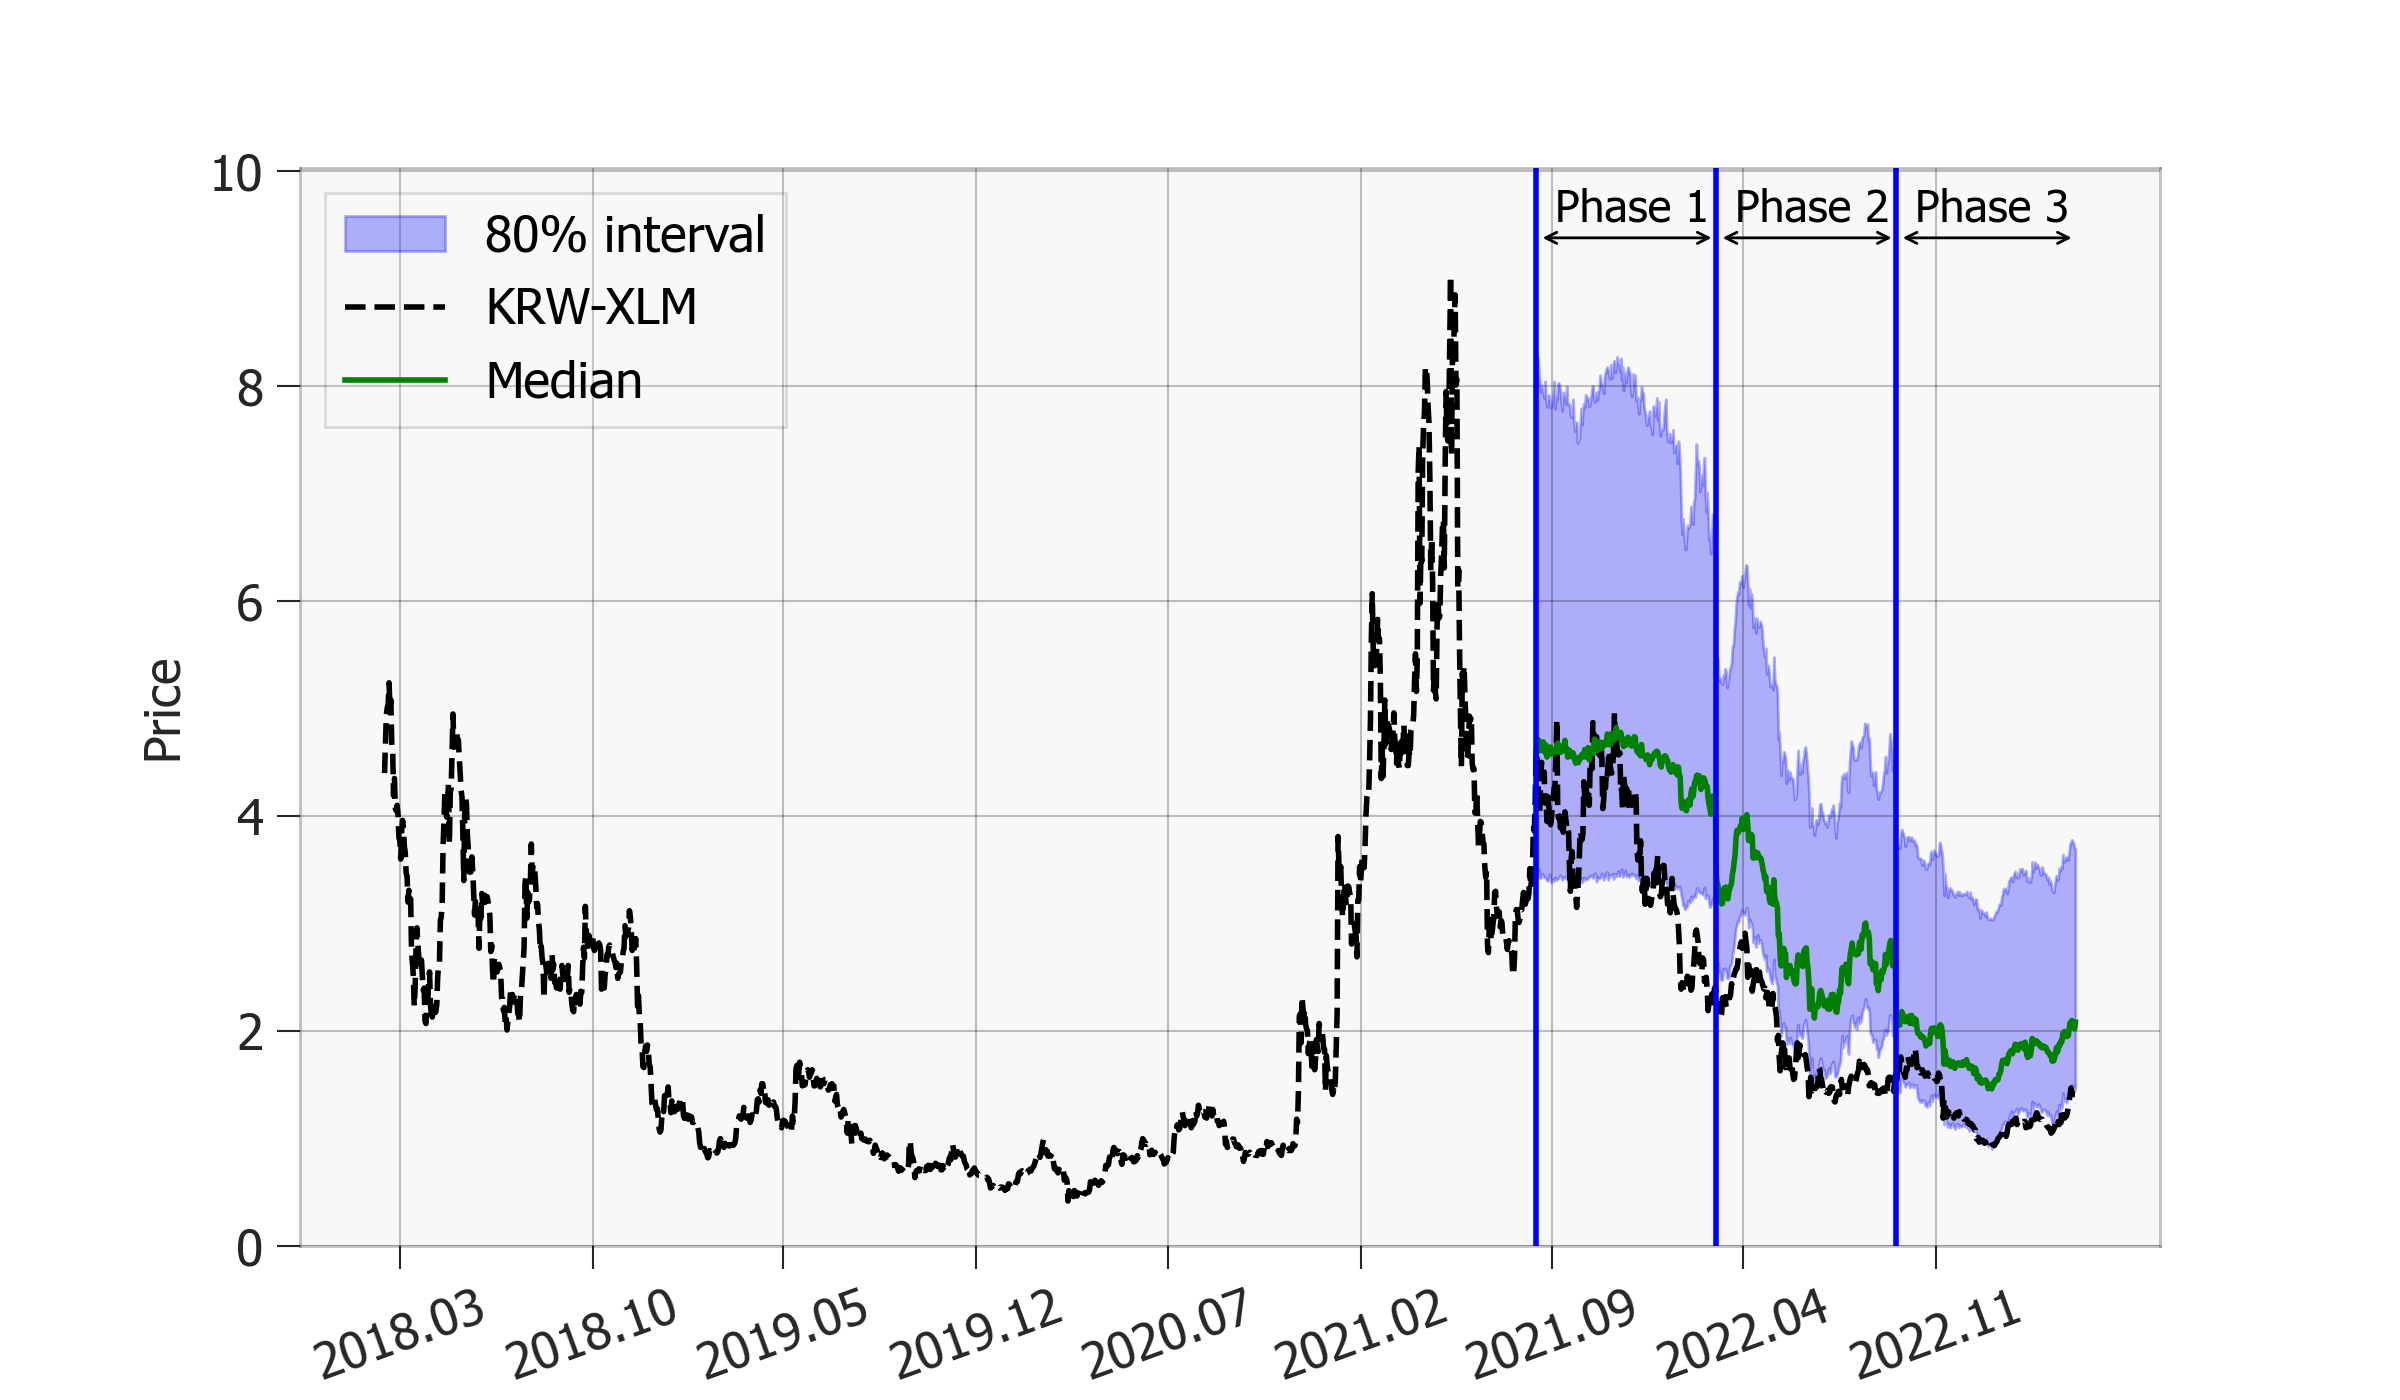 10
8
6
4
2
0
Price
80% interval
KRW-XLM
Median
Phase 1
Phase 2
Phase 3
2018.03
2018.10
2019.05
2019.12
2020.07
2021.02
2021.09
2022.04
2022.11